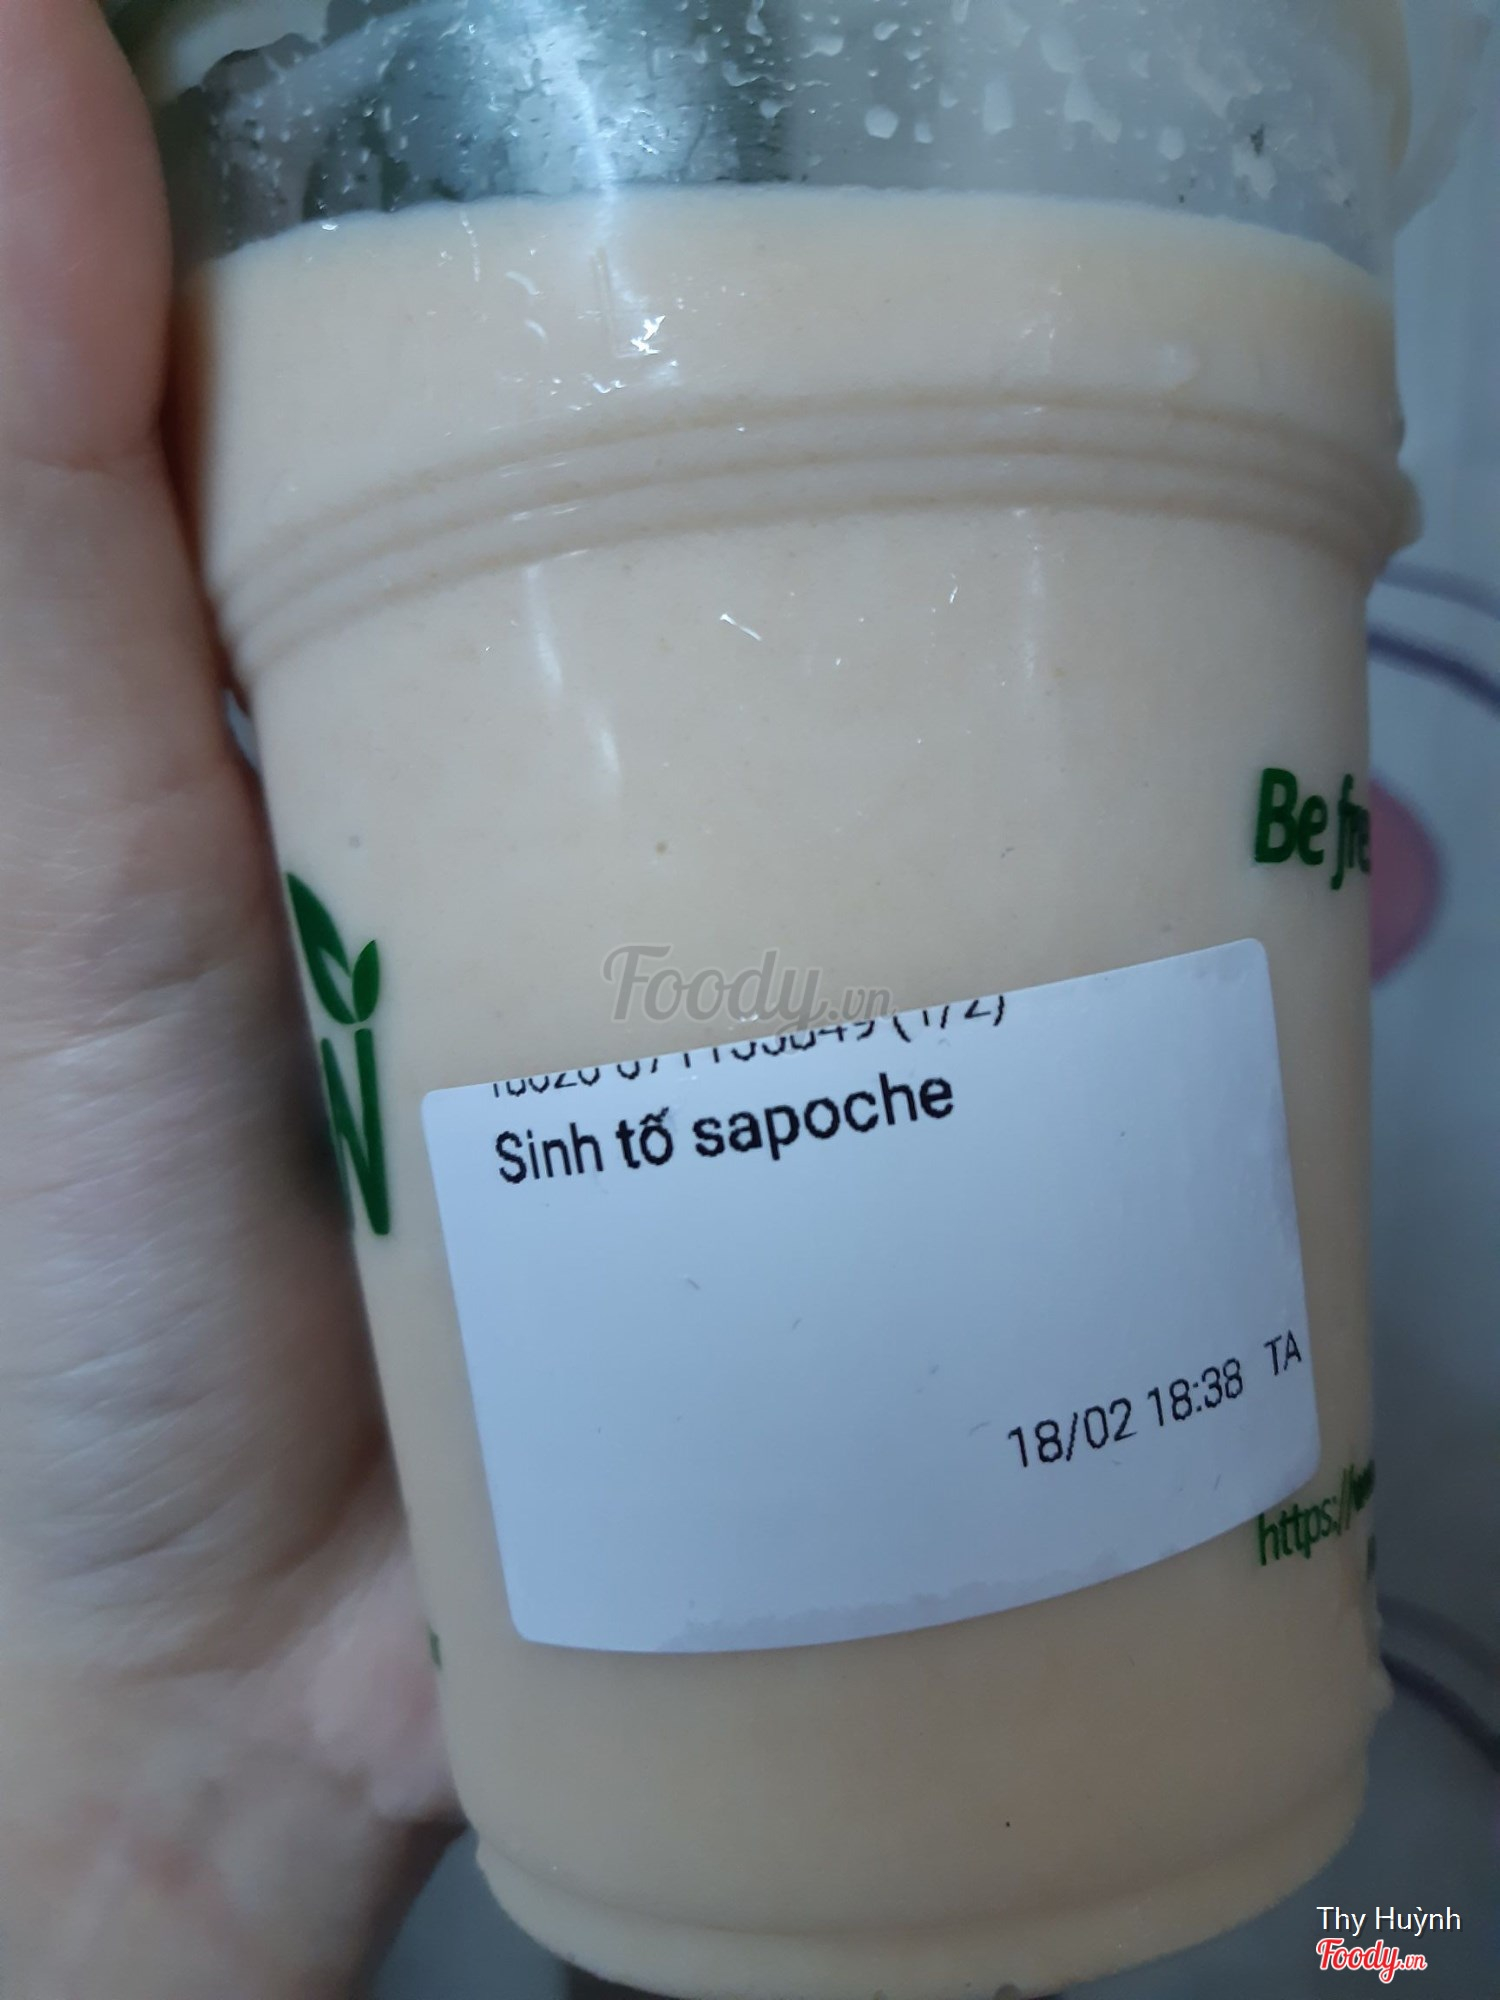 Be fre
Foody.vn
Sinh tố sapoche
18/02 18:38 TA
https://
Thy Huỳnh
Foody.vn